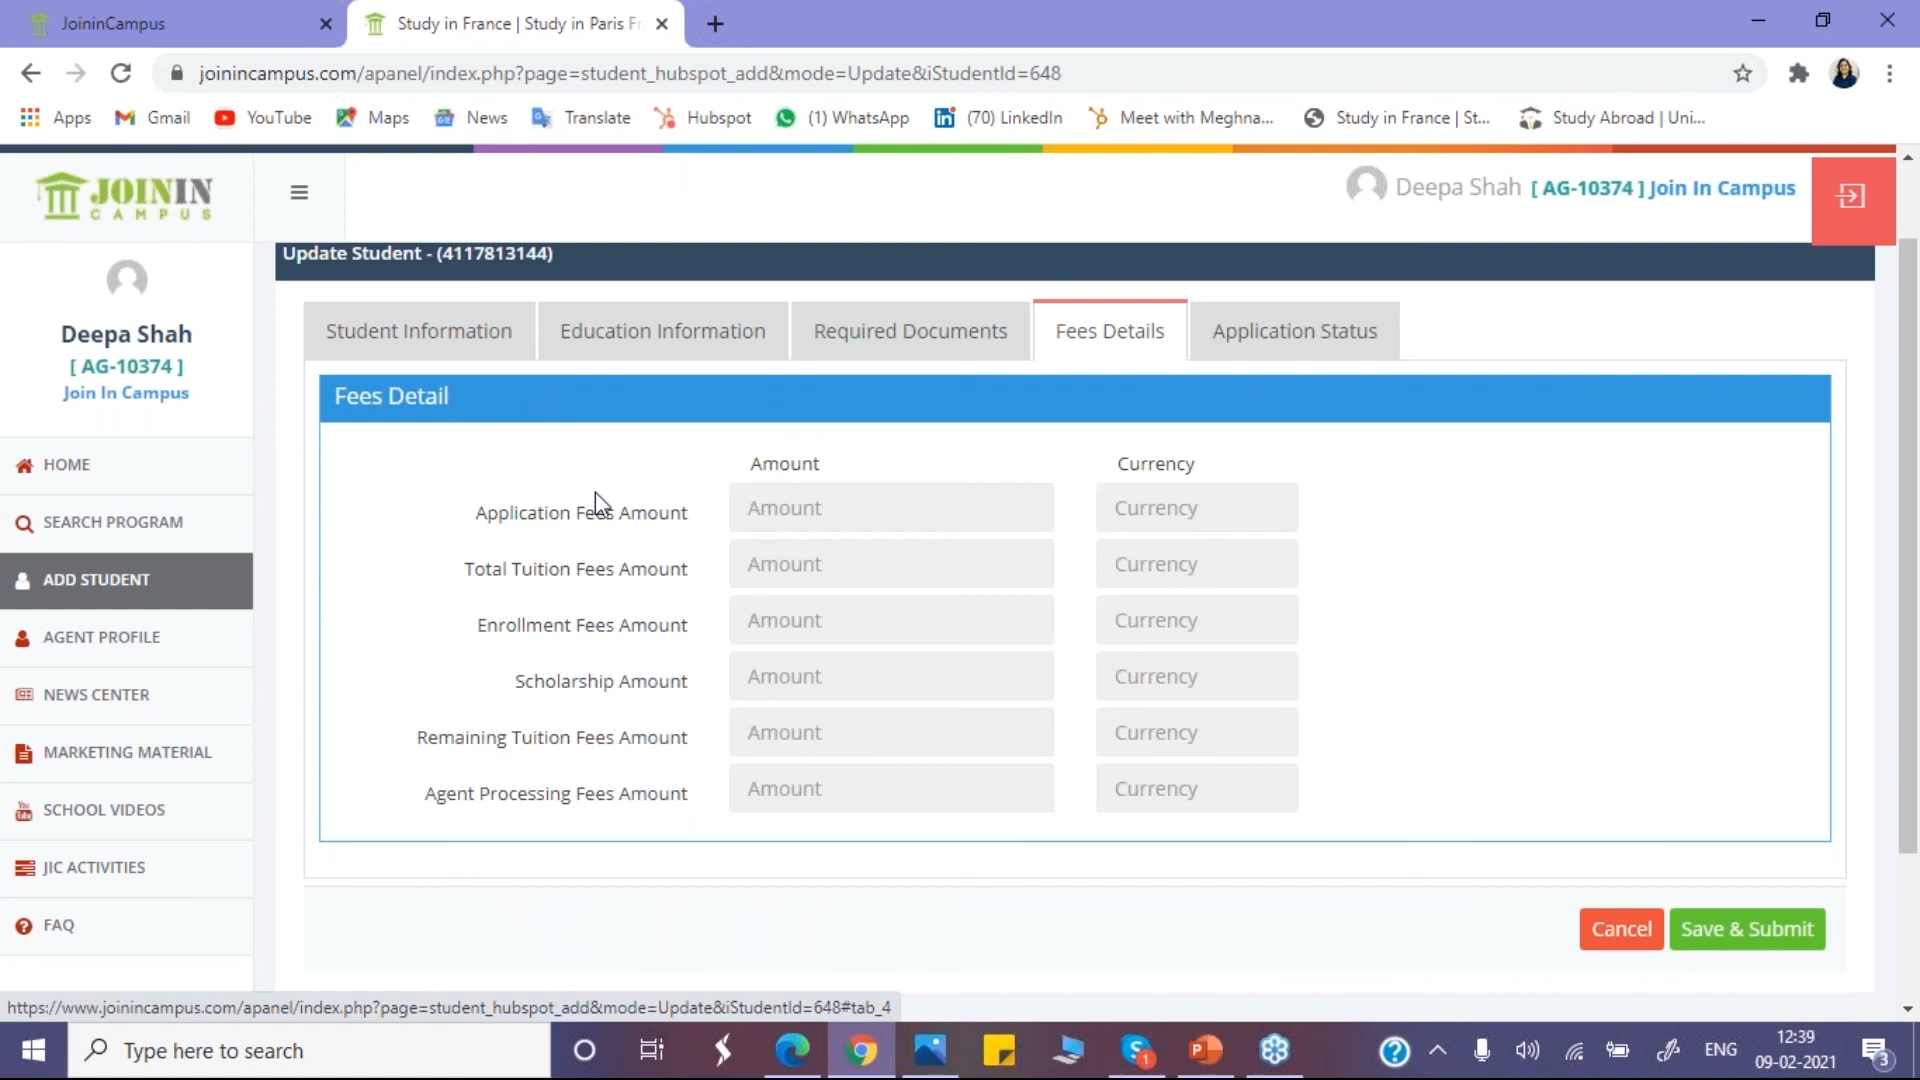 JoininCampus
Study in France | Study in Paris Fr
joinincampus.com/apanel/index.php?page=student_hubspot_add&mode=Update&iStudentId=648
Apps Gmail YouTube Maps News Translate Hubspot (1) WhatsApp (70) LinkedIn Meet with Meghna... Study in France | St... Study Abroad | Uni...
JOININ
CAMPUS
Deepa Shah [ AG-10374 ] Join In Campus
Deepa Shah
[ AG-10374 ]
Join In Campus
HOME
SEARCH PROGRAM
ADD STUDENT
AGENT PROFILE
NEWS CENTER
MARKETING MATERIAL
SCHOOL VIDEOS
JIC ACTIVITIES
FAQ
Update Student - (4117813144)
Student Information Education Information Required Documents Fees Details Application Status
Fees Detail
Amount Currency
Application Fees Amount Amount Currency
Total Tuition Fees Amount Amount Currency
Enrollment Fees Amount Amount Currency
Scholarship Amount Amount Currency
Remaining Tuition Fees Amount Amount Currency
Agent Processing Fees Amount Amount Currency
Cancel Save & Submit
https://www.joinincampus.com/apanel/index.php?page=student_hubspot_add&mode=Update&iStudentId=648#tab_4
Type here to search
ENG
12:39
09-02-2021
3